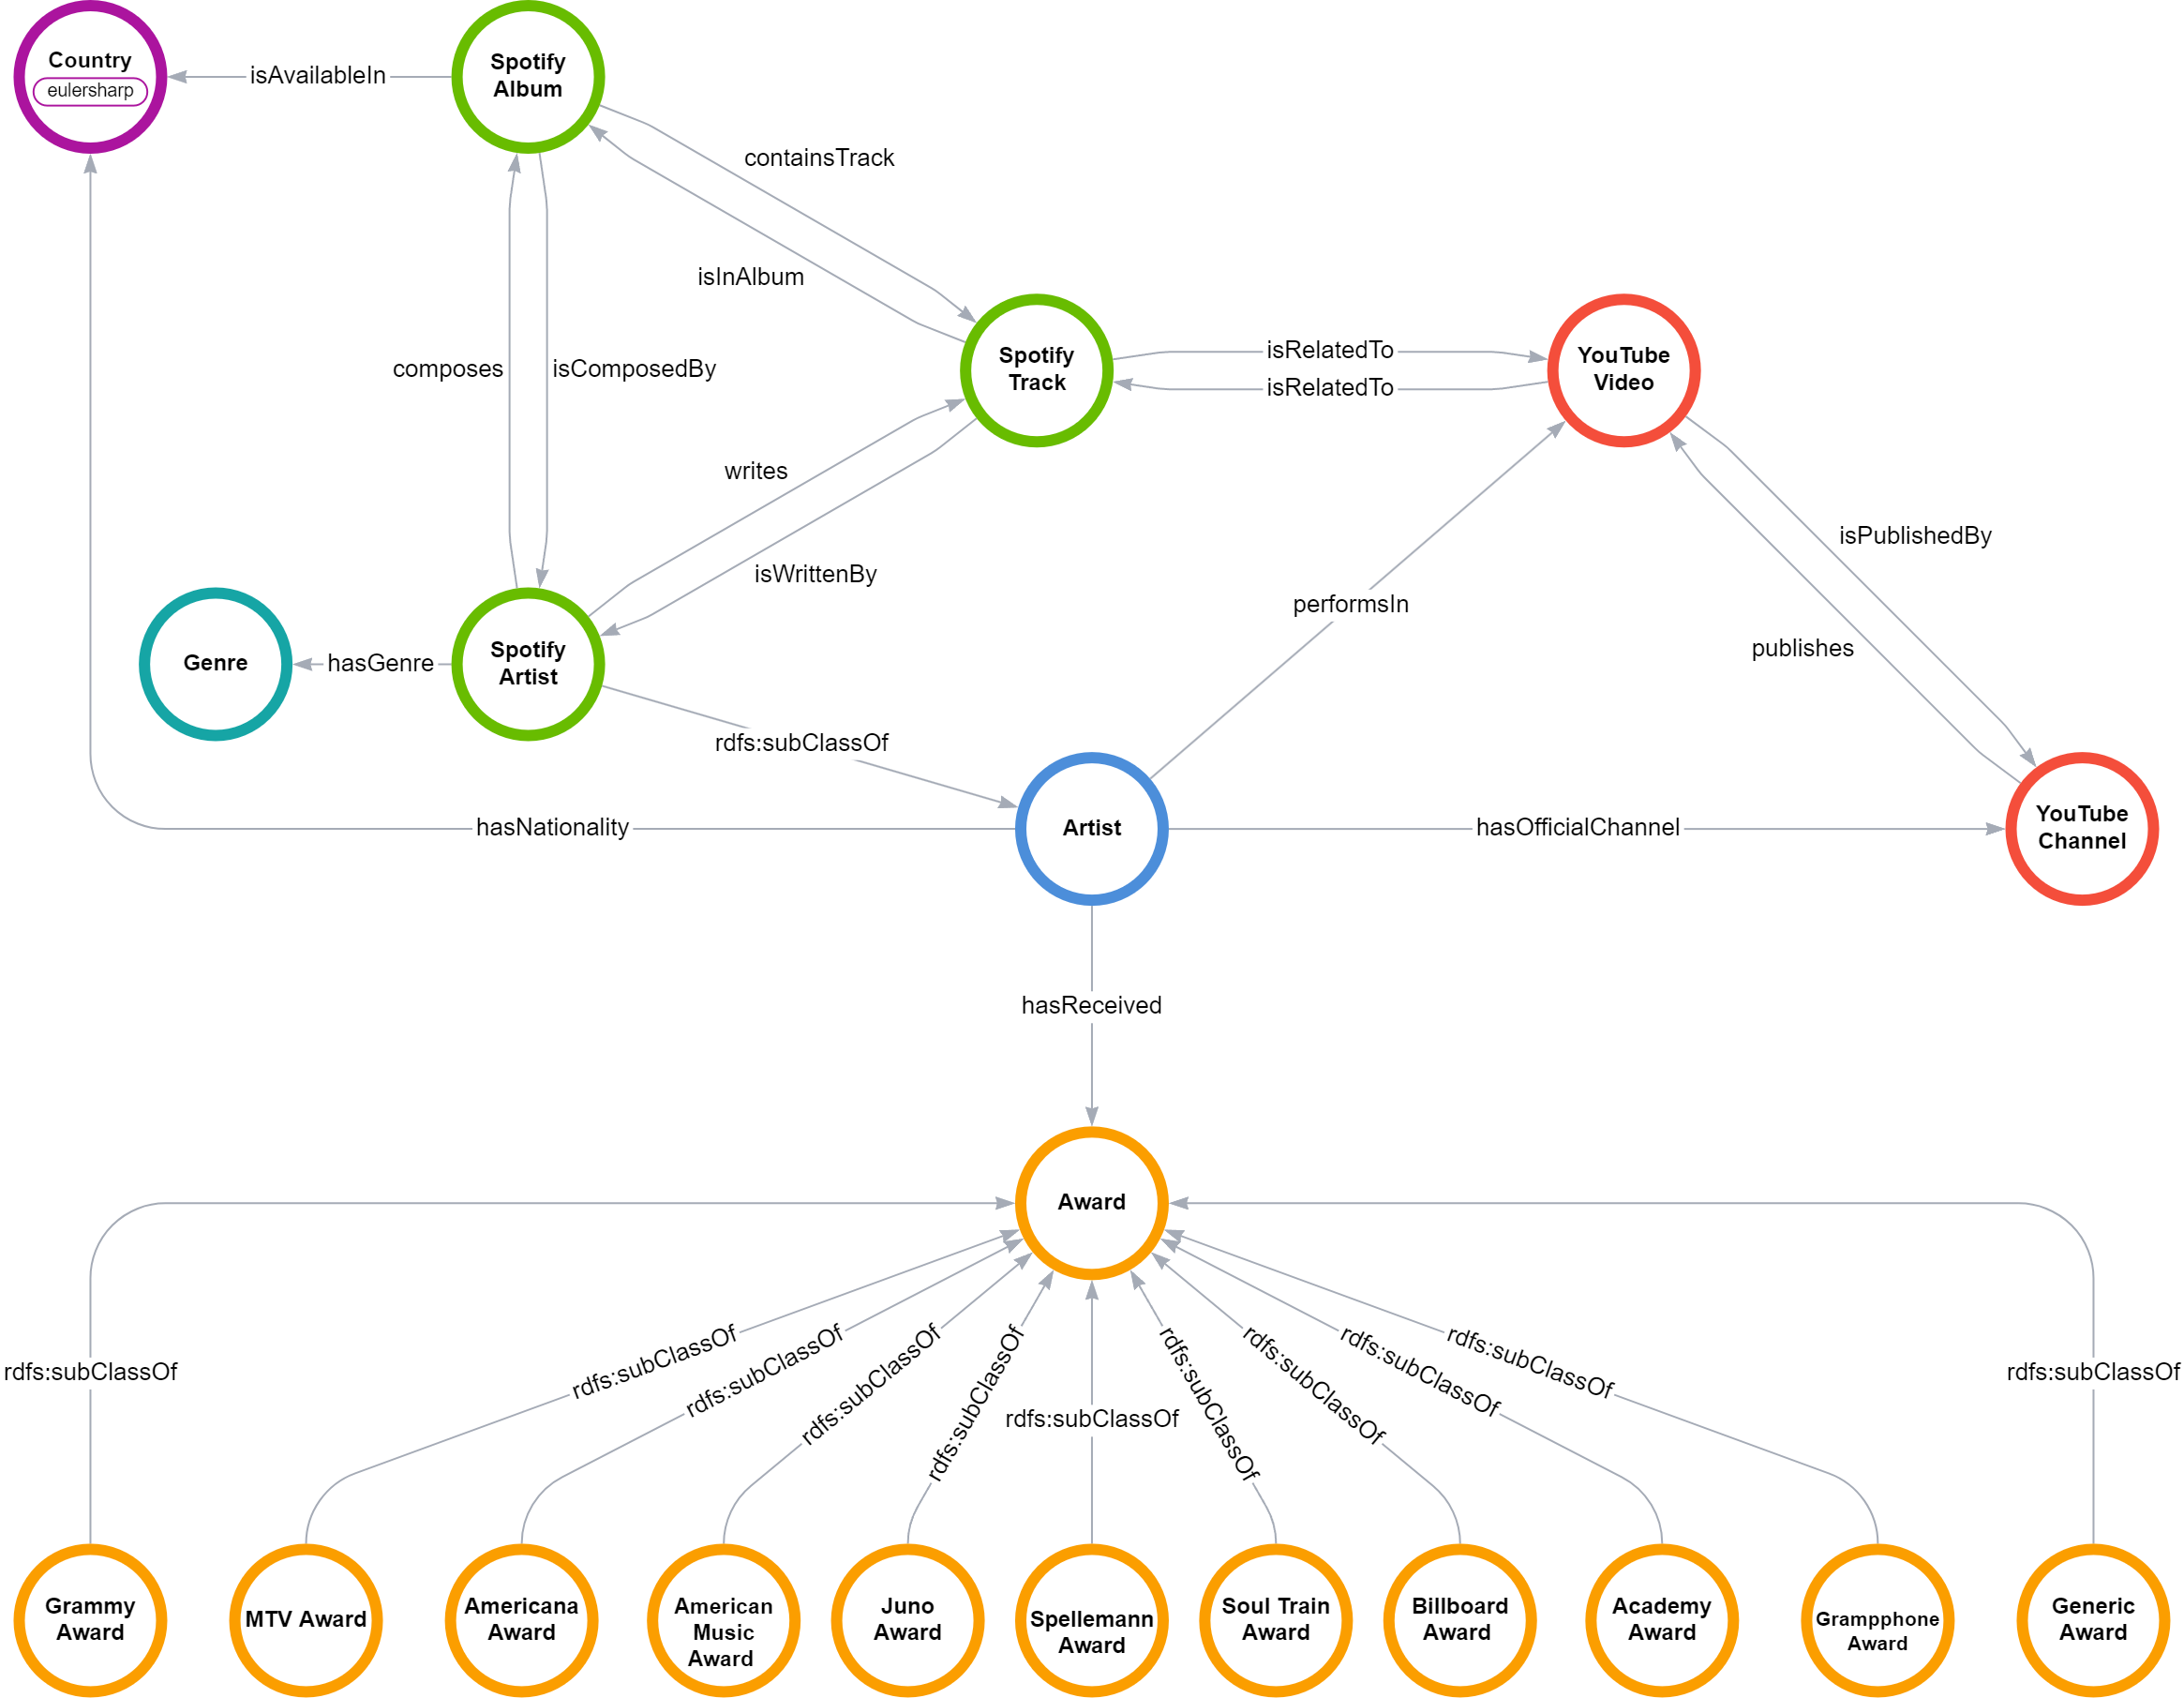 Country
eulersharp
isAvailableIn
Spotify
Album
containsTrack
isInAlbum
composes
isComposedBy
Spotify
Track
isRelatedTo
isRelatedTo
YouTube
Video
writes
isWrittenBy
isPublishedBy
performsIn
publishes
Genre
hasGenre
Spotify
Artist
rdfs:subClassOf
hasNationality
Artist
hasOfficialChannel
YouTube
Channel
hasReceived
Award
rdfs:subClassOf
rdfs:subClassOf
rdfs:subClassOf
rdfs:subClassOf
rdfs:subClassOf
rdfs:subClassOf
rdfs:subClassOf
rdfs:subClassOf
rdfs:subClassOf
rdfs:subClassOf
rdfs:subClassOf
Grammy
Award
MTV Award
Americana
Award
American
Music
Award
Juno
Award
Spellemann
Award
Soul Train
Award
Billboard
Award
Academy
Award
Grampphone
Award
Generic
Award